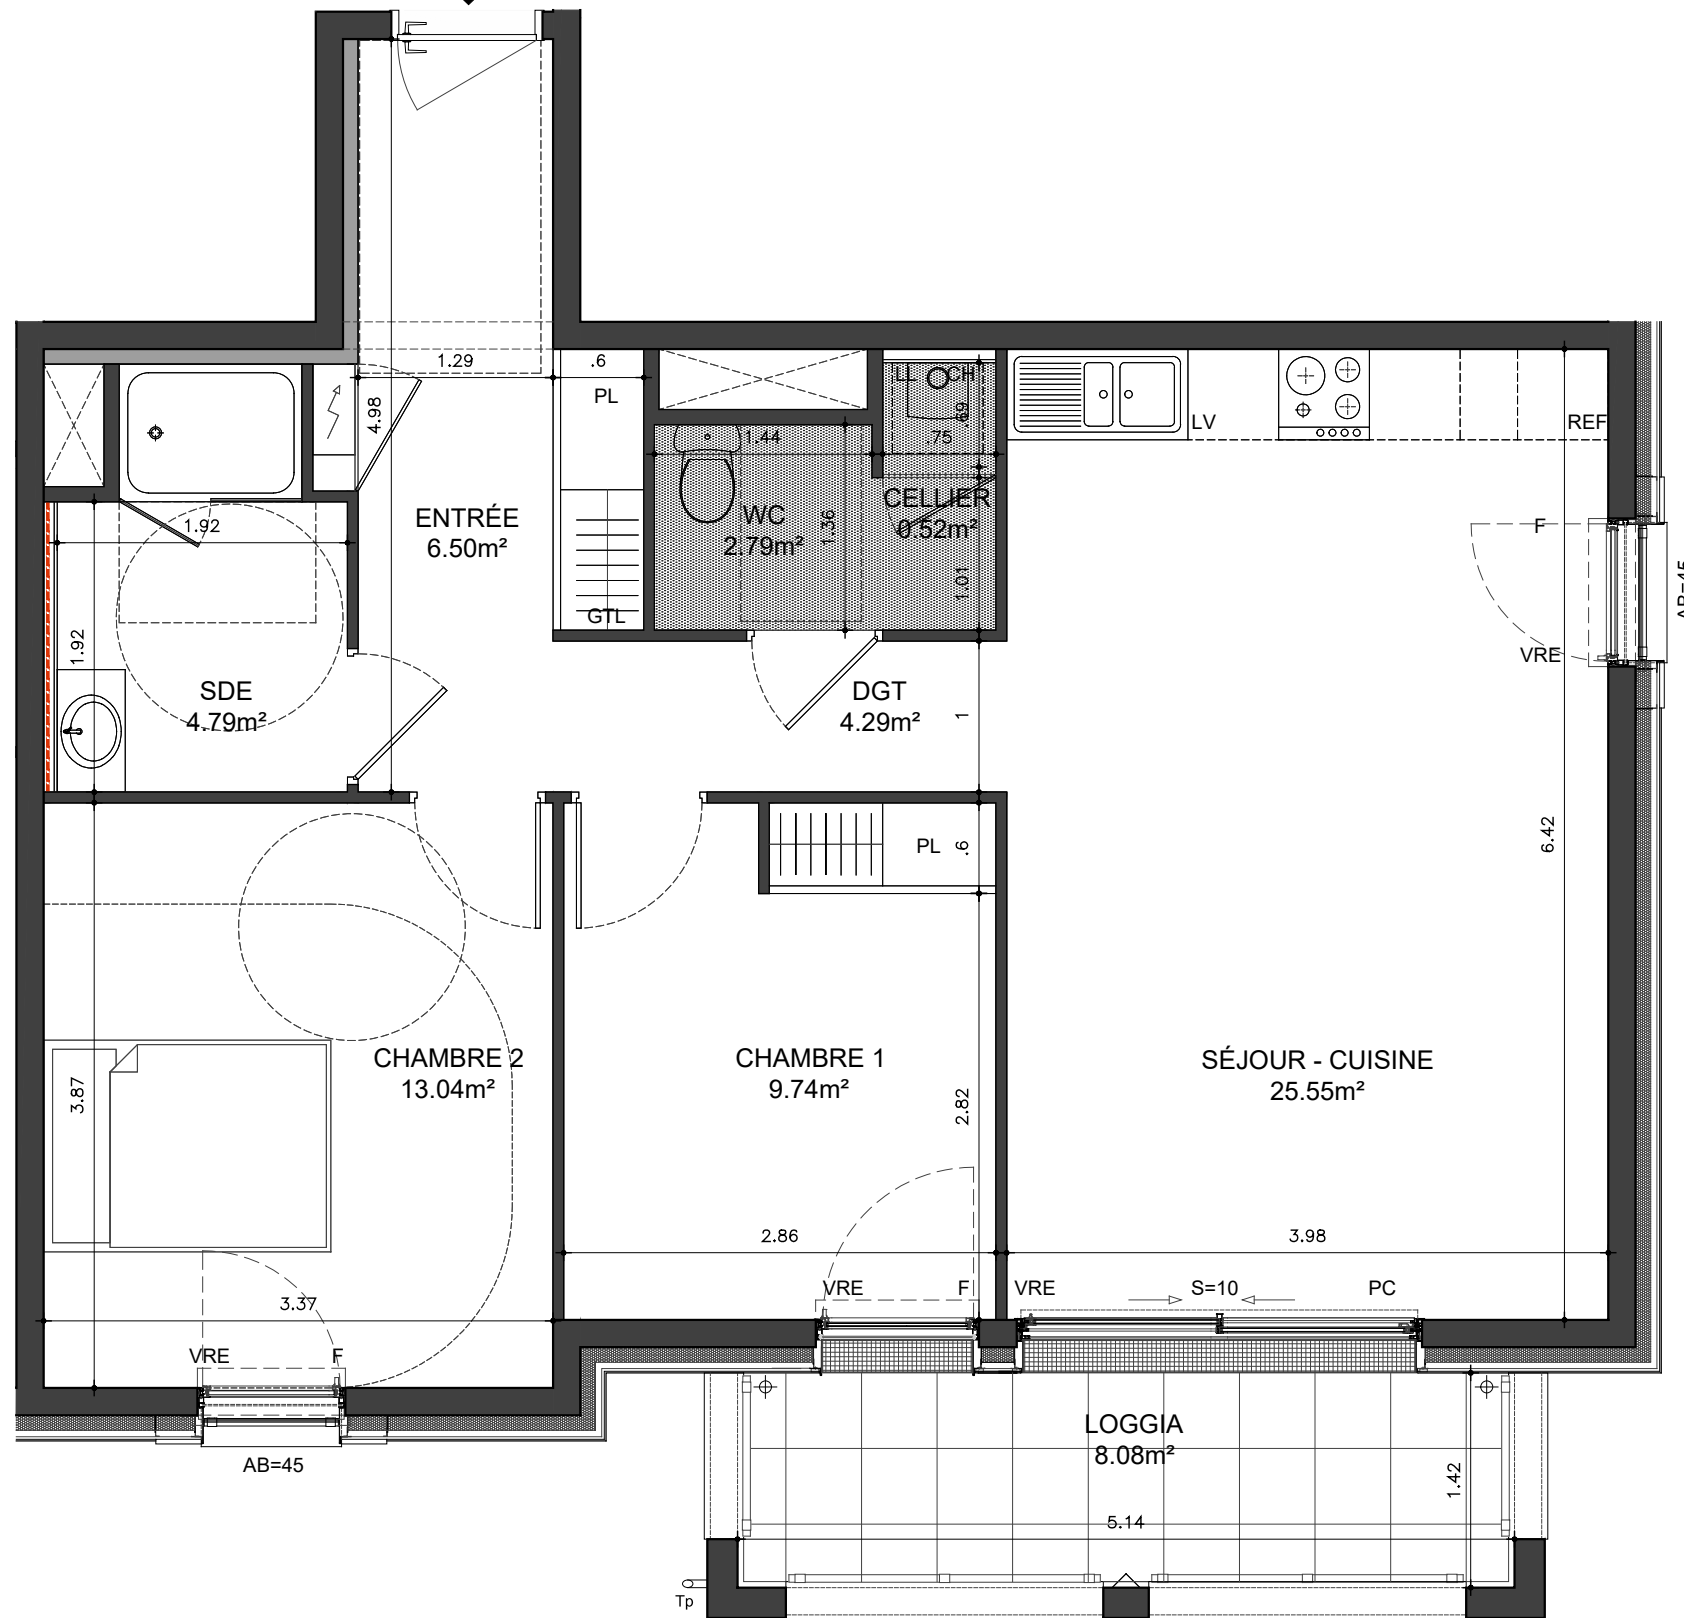 1.29
.6
PL
4.98
LL
CH
.69
1.44
.75
LV
REF
ENTRÉE
6.50m²
WC
2.79m²
1.36
CELLIER
0.52m²
1.01
1.92
F
AB=45
VRE
GTL
1.92
SDE
4.79m²
DGT
4.29m²
1
PL
.6
6.42
CHAMBRE 2
13.04m²
3.87
CHAMBRE 1
9.74m²
2.82
SÉJOUR - CUISINE
25.55m²
2.86
3.98
VRE
F
VRE
S=10
PC
3.37
VRE
F
AB=45
LOGGIA
8.08m²
1.42
5.14
Tp